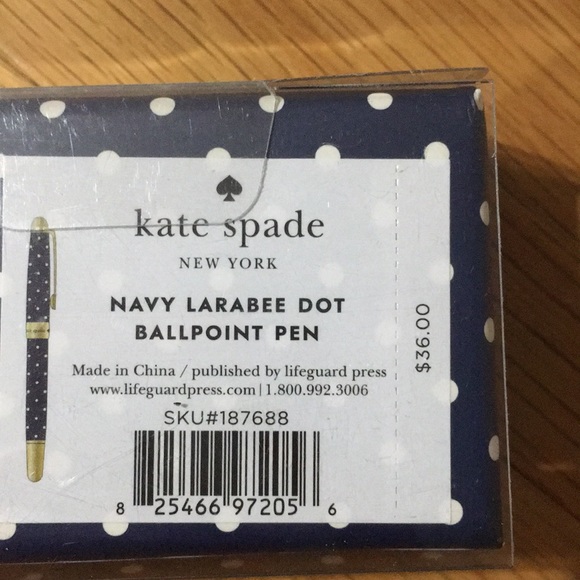 kate spade
NEW YORK
NAVY LARABEE DOT
BALLPOINT PEN
Made in China / published by lifeguard press
www.lifeguardpress.com | 1.800.992.3006
SKU#187688
8 25466 97205 6
$36.00